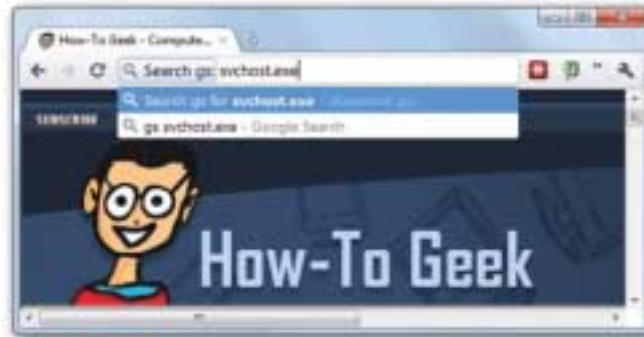 How-To Geek - Compute...
Search gs: svchost.exe
Search gs for svchost.exe -
gs svchost.exe - Google Search
SUBSCRIBE
How-To Geek